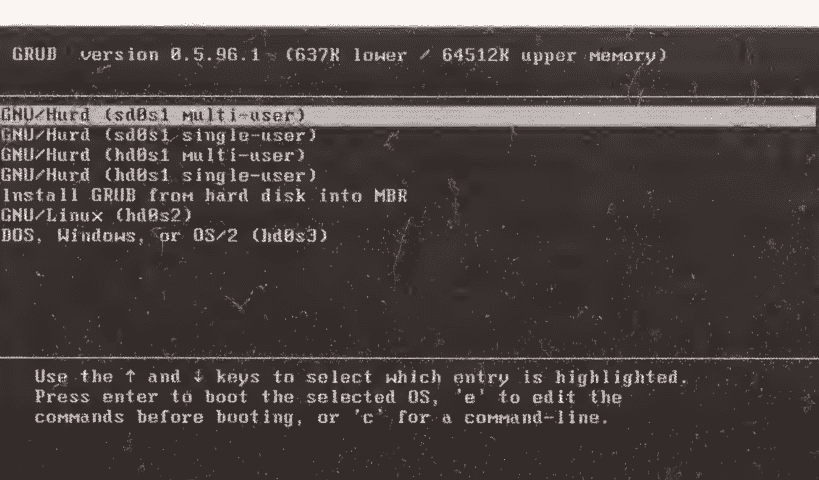 GRUB version 0.5.96.1 (637K lower / 64512K upper memory)
GNU/Hurd (sd0s1 multi-user)
GNU/Hurd (sd0s1 single-user)
GNU/Hurd (hd0s1 multi-user)
GNU/Hurd (hd0s1 single-user)
Install GRUB from hard disk into MBR
GNU/Linux (hd0s2)
DOS, Windows, or OS/2 (hd0s3)
Use the ↑ and ↓ keys to select which entry is highlighted.
Press enter to boot the selected OS, 'e' to edit the
commands before booting, or 'c' for a command-line.